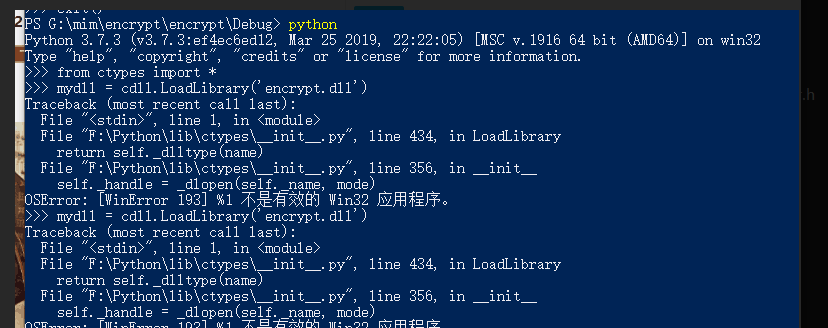 >>> exit()
PS G:\mim\encrypt\encrypt\Debug> python
Python 3.7.3 (v3.7.3:ef4ec6ed12, Mar 25 2019, 22:22:05) [MSC v.1916 64 bit (AMD64)] on win32
Type "help", "copyright", "credits" or "license" for more information.
>>> from ctypes import *
>>> mydll = cdll.LoadLibrary('encrypt.dll')
Traceback (most recent call last):
  File "<stdin>", line 1, in <module>
  File "F:\Python\lib\ctypes\__init__.py", line 434, in LoadLibrary
    return self._dlltype(name)
  File "F:\Python\lib\ctypes\__init__.py", line 356, in __init__
    self._handle = _dlopen(self._name, mode)
OSError: [WinError 193] %1 不是有效的 Win32 应用程序。
>>> mydll = cdll.LoadLibrary('encrypt.dll')
Traceback (most recent call last):
  File "<stdin>", line 1, in <module>
  File "F:\Python\lib\ctypes\__init__.py", line 434, in LoadLibrary
    return self._dlltype(name)
  File "F:\Python\lib\ctypes\__init__.py", line 356, in __init__
    self._handle = _dlopen(self._name, mode)
OSError: [WinError 193] %1 不是有效的 Win32 应用程序